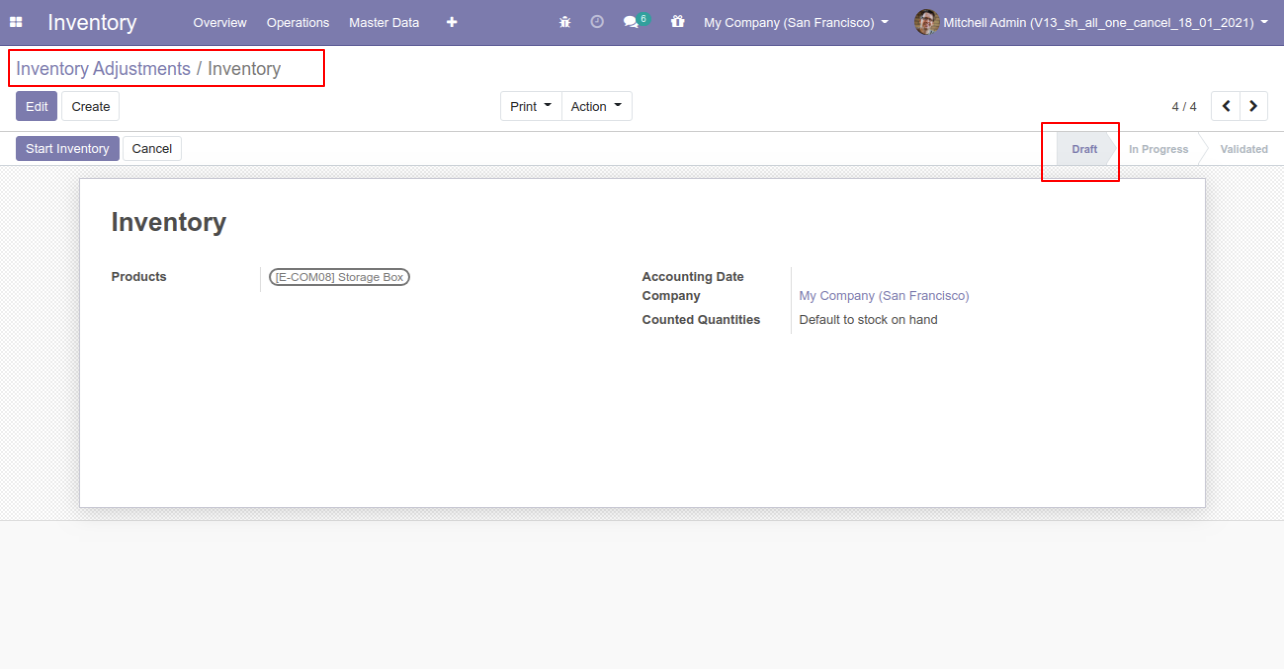 Inventory Overview Operations Master Data 6 My Company (San Francisco) Mitchell Admin (V13_sh_all_one_cancel_18_01_2021)
Inventory Adjustments / Inventory
Edit Create Print Action 4 / 4
Start Inventory Cancel Draft In Progress Validated
Inventory
Products [E-COM08] Storage Box Accounting Date
Company My Company (San Francisco)
Counted Quantities Default to stock on hand